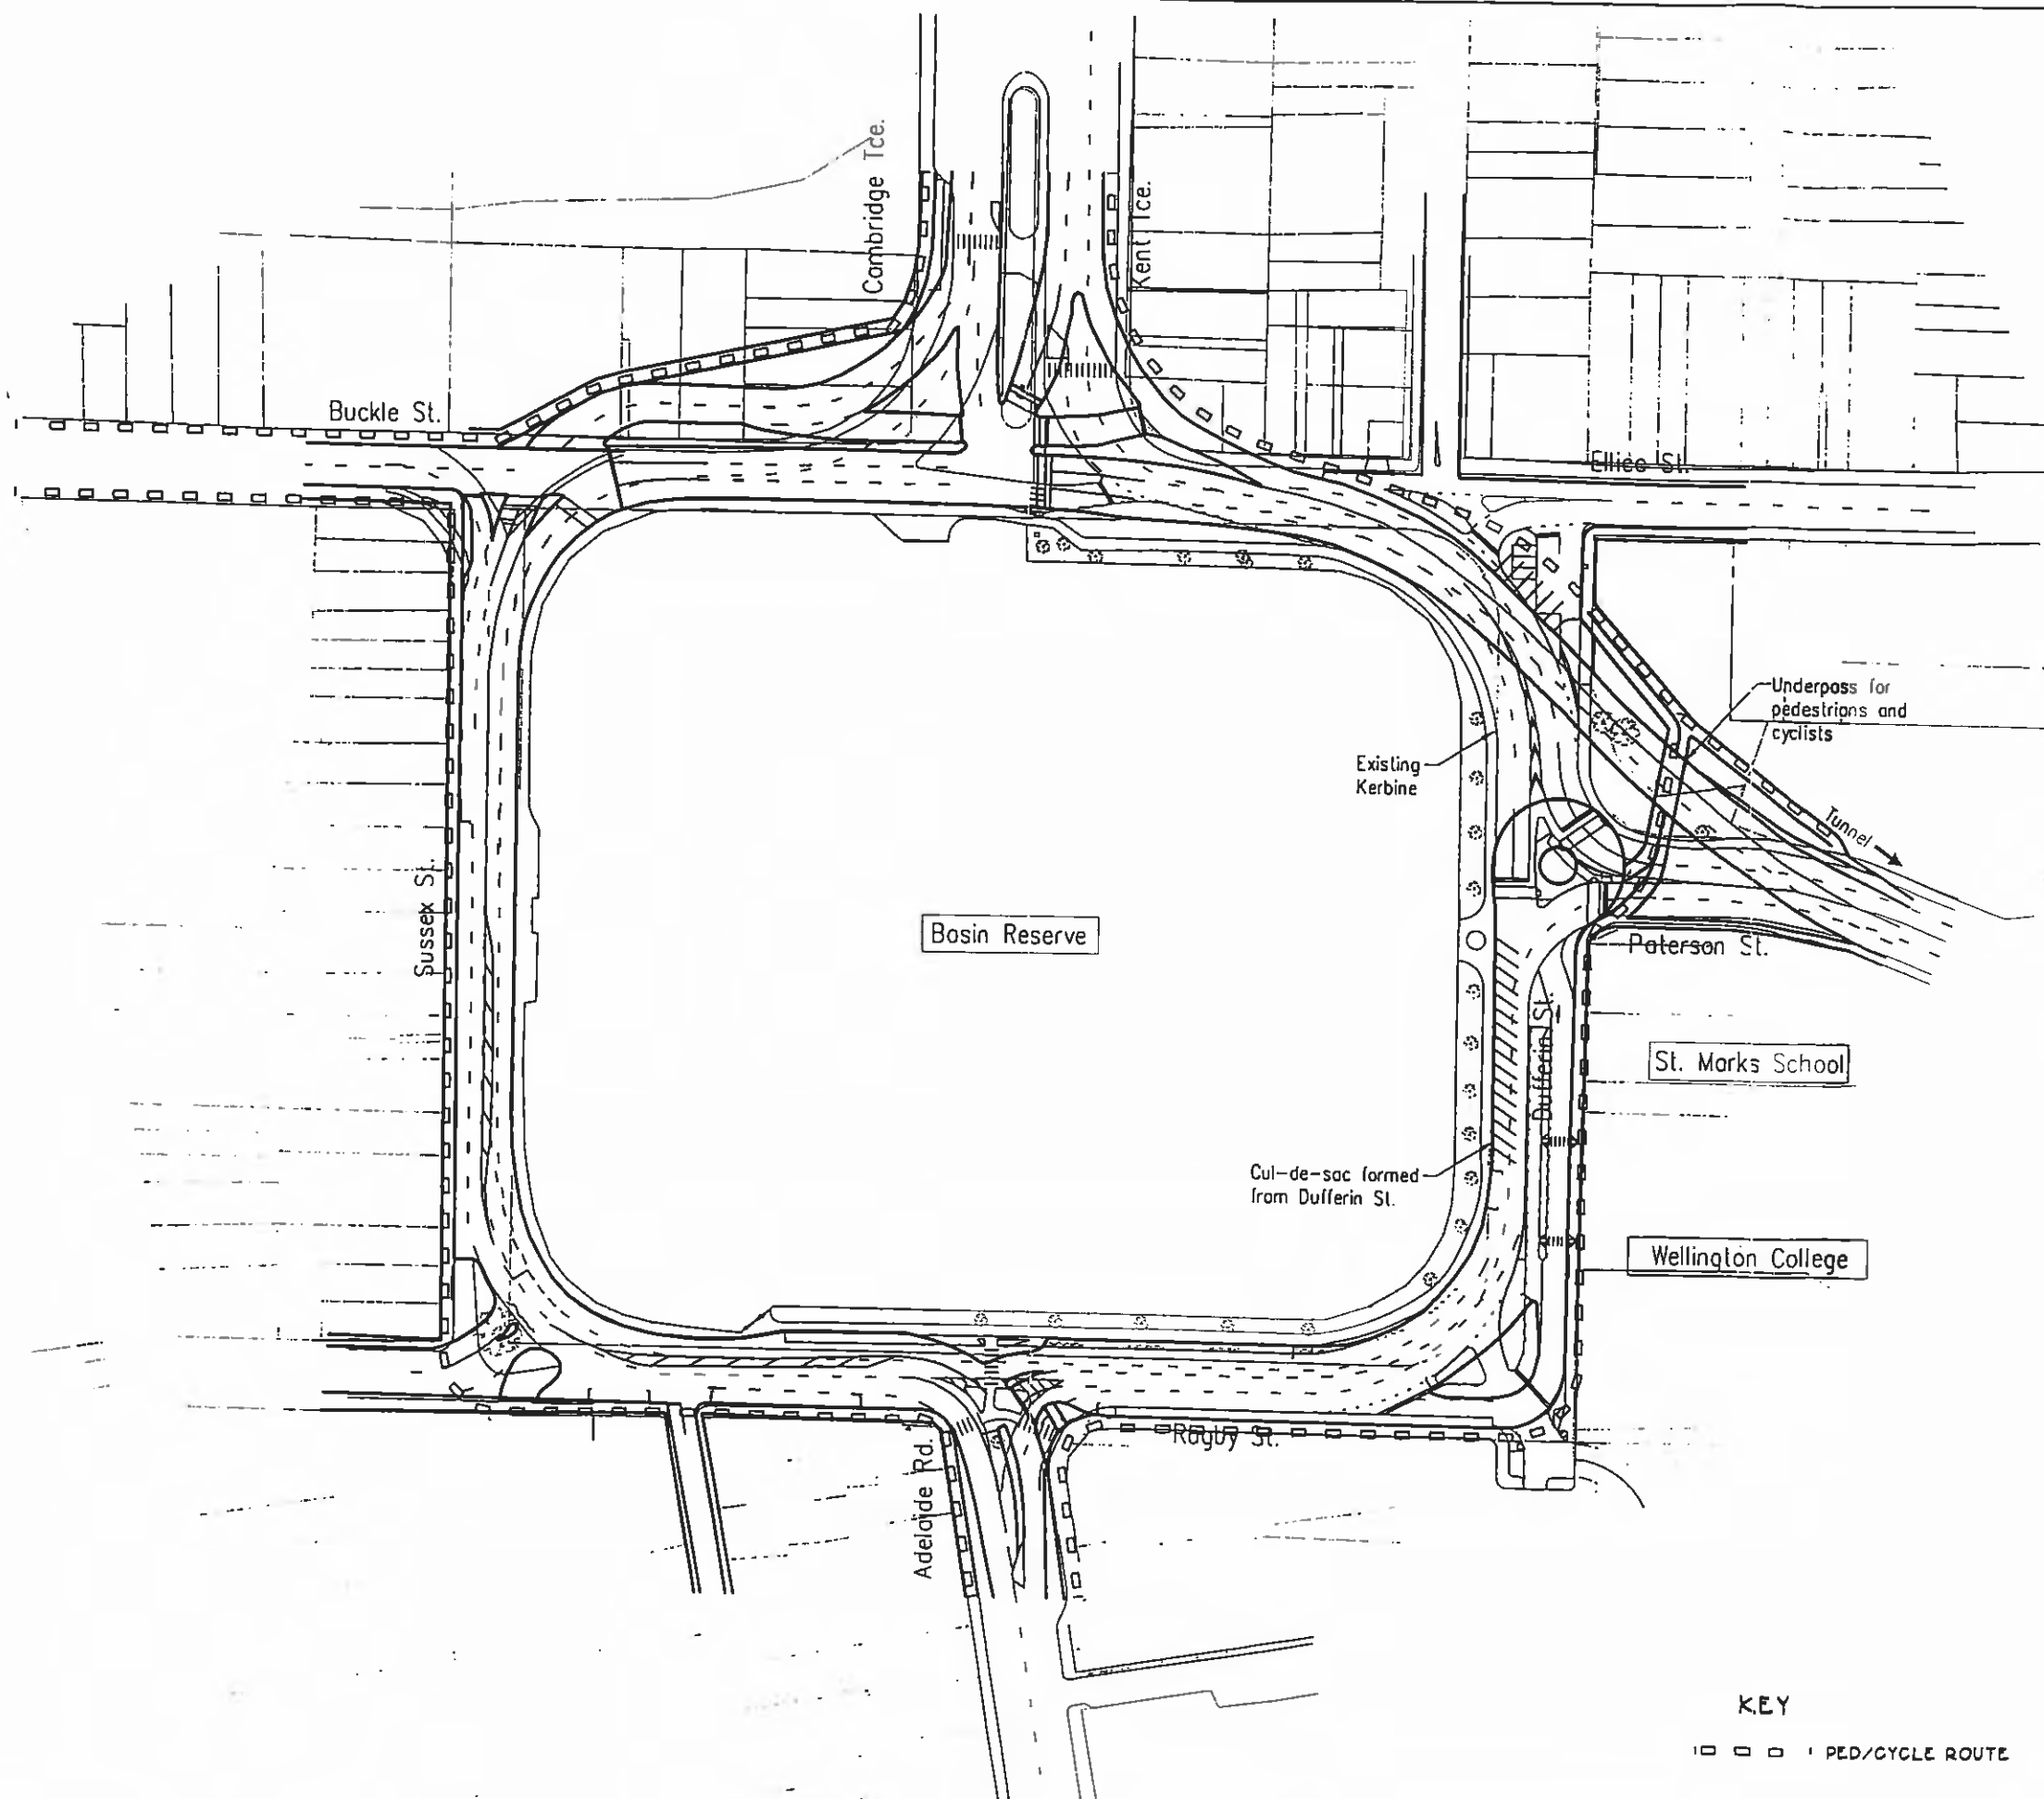 Cambridge Tce.
Kent Tce.
Buckle St.
Ellice St.
Underpass for
pedestrians and
cyclists
Existing
Kerbine
Tunnel
Sussex St.
Basin Reserve
Paterson St.
Dufferin St.
St. Marks School
Cul-de-sac formed
from Dufferin St.
Wellington College
Rugby St.
Adelaide Rd.
KEY
PED/CYCLE ROUTE